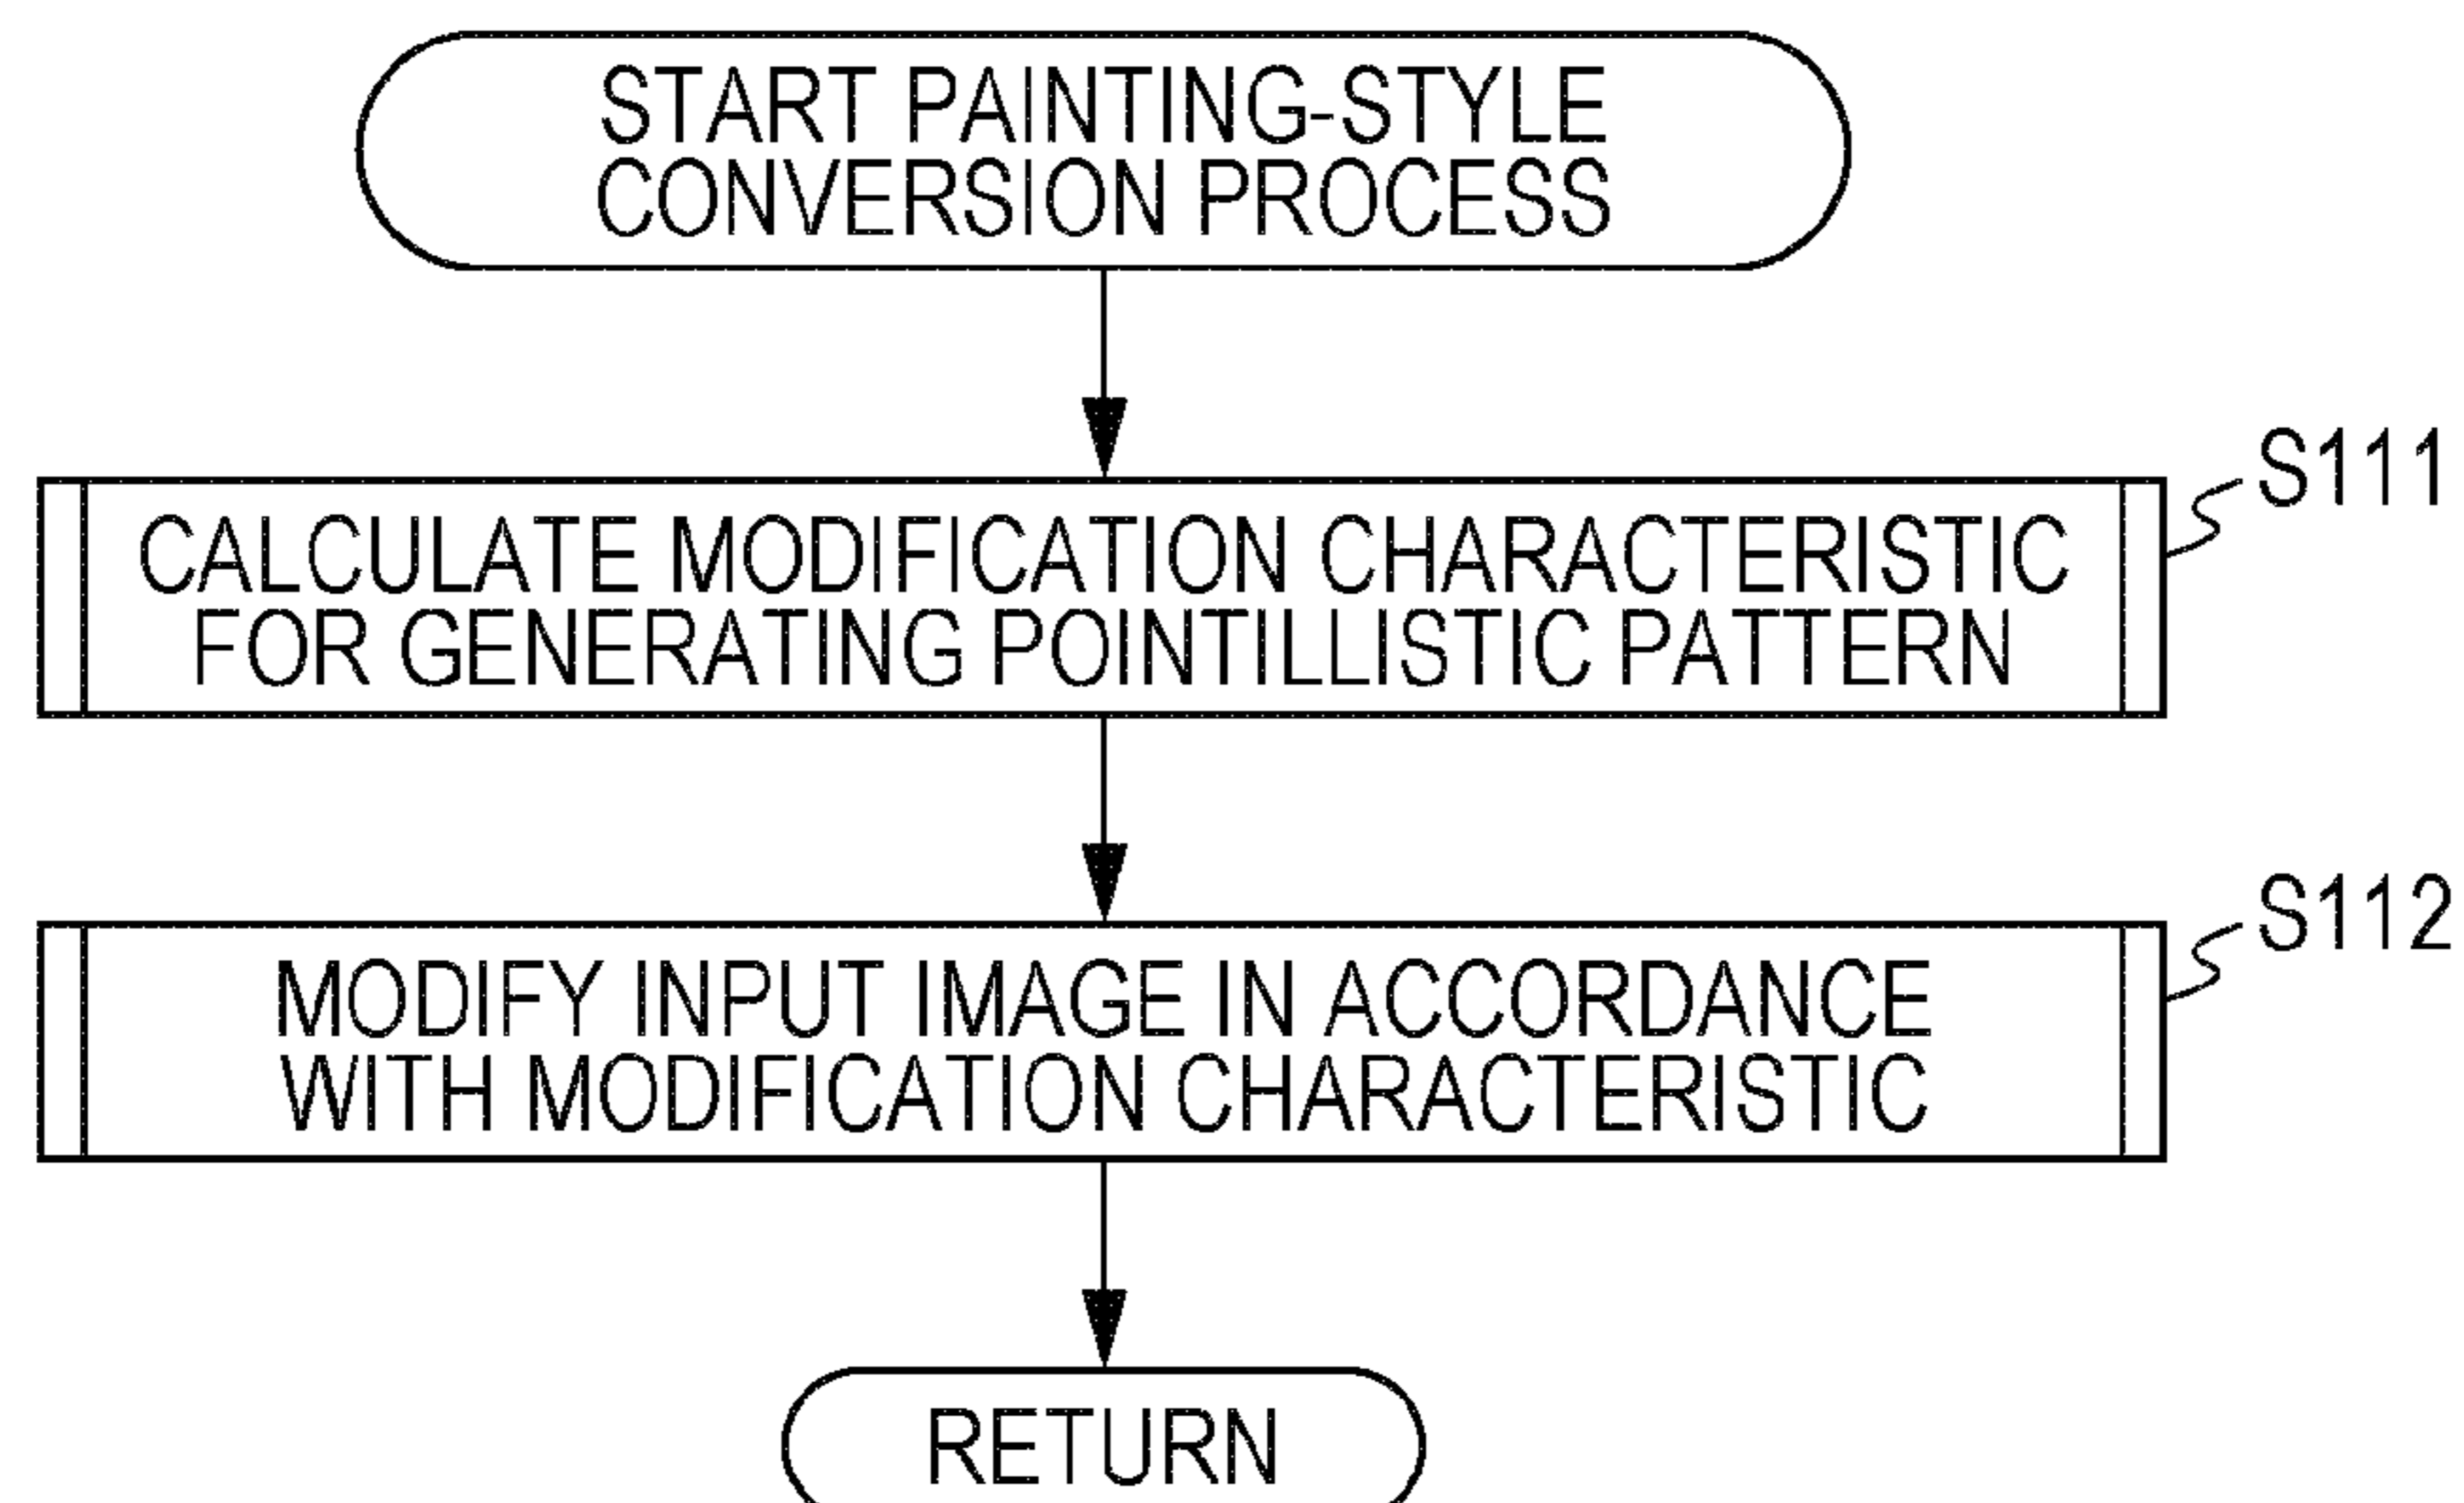 START PAINTING-STYLE
CONVERSION PROCESS
S111
CALCULATE MODIFICATION CHARACTERISTIC
FOR GENERATING POINTILLISTIC PATTERN
S112
MODIFY INPUT IMAGE IN ACCORDANCE
WITH MODIFICATION CHARACTERISTIC
RETURN